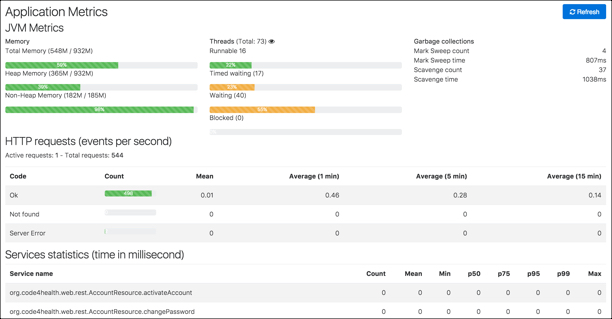 Application Metrics
Refresh
JVM Metrics
Memory
Total Memory (548M / 932M)
59%
Heap Memory (365M / 932M)
39%
Non-Heap Memory (182M / 185M)
98%
Threads (Total: 73)
Runnable 16
22%
Timed waiting (17)
23%
Waiting (40)
55%
Blocked (0)
Garbage collections
Mark Sweep count 4
Mark Sweep time 807ms
Scavenge count 37
Scavenge time 1038ms
HTTP requests (events per second)
Active requests: 1 - Total requests: 544
Code Count Mean Average (1 min) Average (5 min) Average (15 min)
Ok 496 0.01 0.46 0.28 0.14
Not found 0 0 0 0
Server Error 0 0 0 0
Services statistics (time in millisecond)
Service name Count Mean Min p50 p75 p95 p99 Max
org.code4health.web.rest.AccountResource.activateAccount 0 0 0 0 0 0 0 0
org.code4health.web.rest.AccountResource.changePassword 0 0 0 0 0 0 0 0